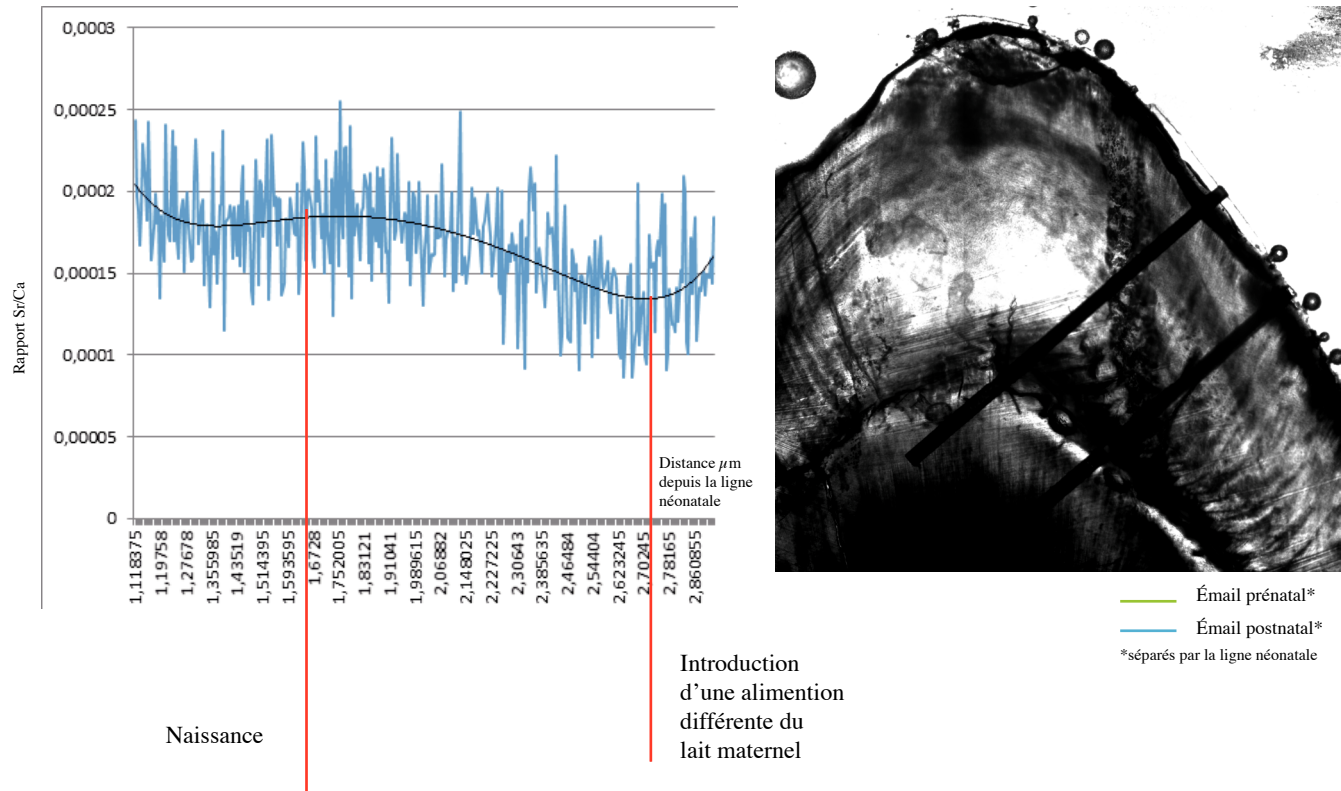 Rapport Sr/Ca
0,0003
0,00025
0,0002
0,00015
0,0001
0,00005
0
Distance µm
depuis la ligne
néonatale
1,118375
1,19758
1,27678
1,355985
1,43519
1,514395
1,593595
1,6728
1,752005
1,83121
1,91041
1,989615
2,06882
2,148025
2,227225
2,30643
2,385635
2,46484
2,54404
2,623245
2,70245
2,78165
2,860855
Naissance
Introduction
d’une alimention
différente du
lait maternel
Émail prénatal*
Émail postnatal*
*séparés par la ligne néonatale